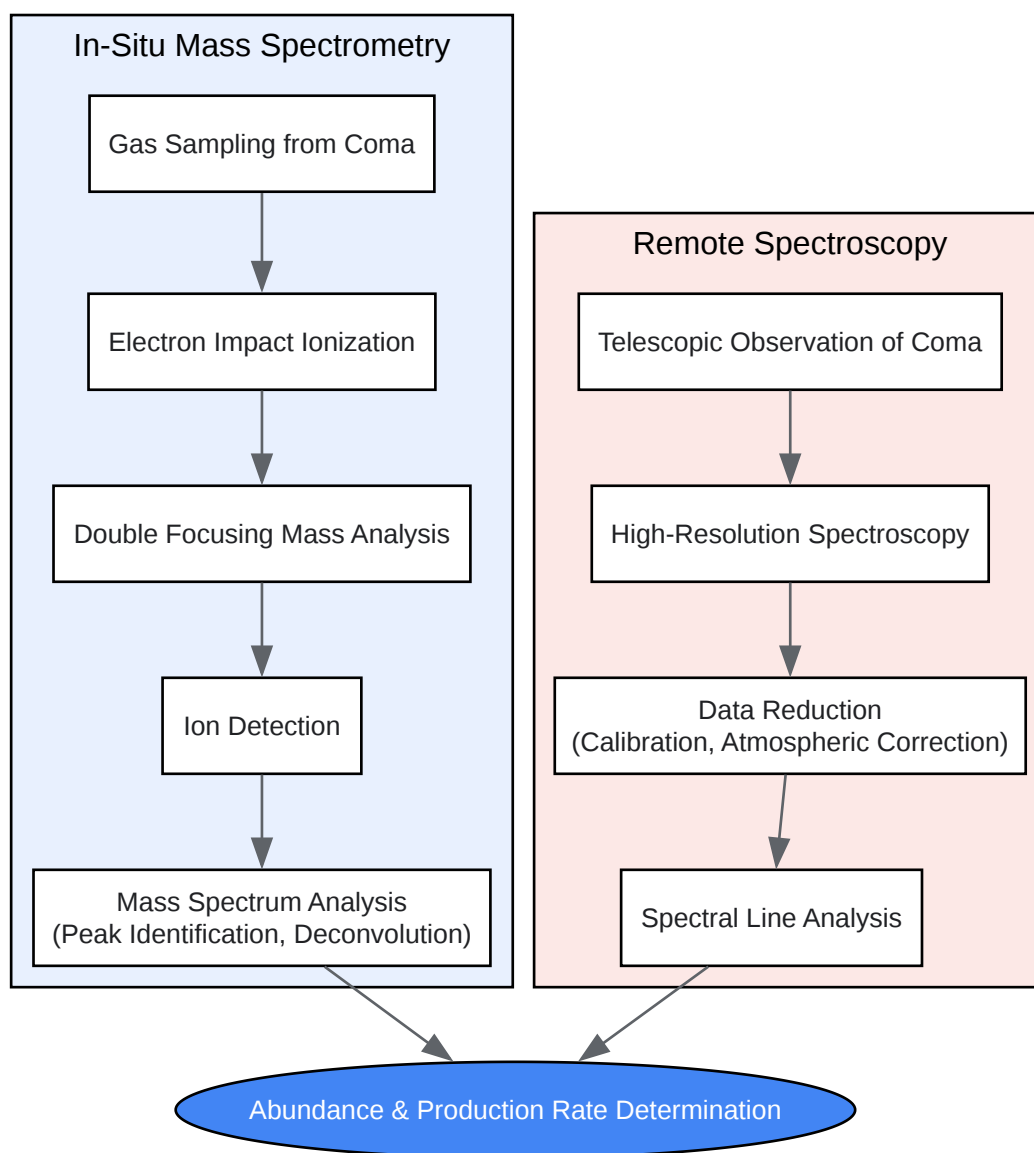 In-Situ Mass Spectrometry
Gas Sampling from Coma
Electron Impact Ionization
Double Focusing Mass Analysis
Ion Detection
Mass Spectrum Analysis
(Peak Identification, Deconvolution)
Remote Spectroscopy
Telescopic Observation of Coma
High-Resolution Spectroscopy
Data Reduction
(Calibration, Atmospheric Correction)
Spectral Line Analysis
Abundance & Production Rate Determination